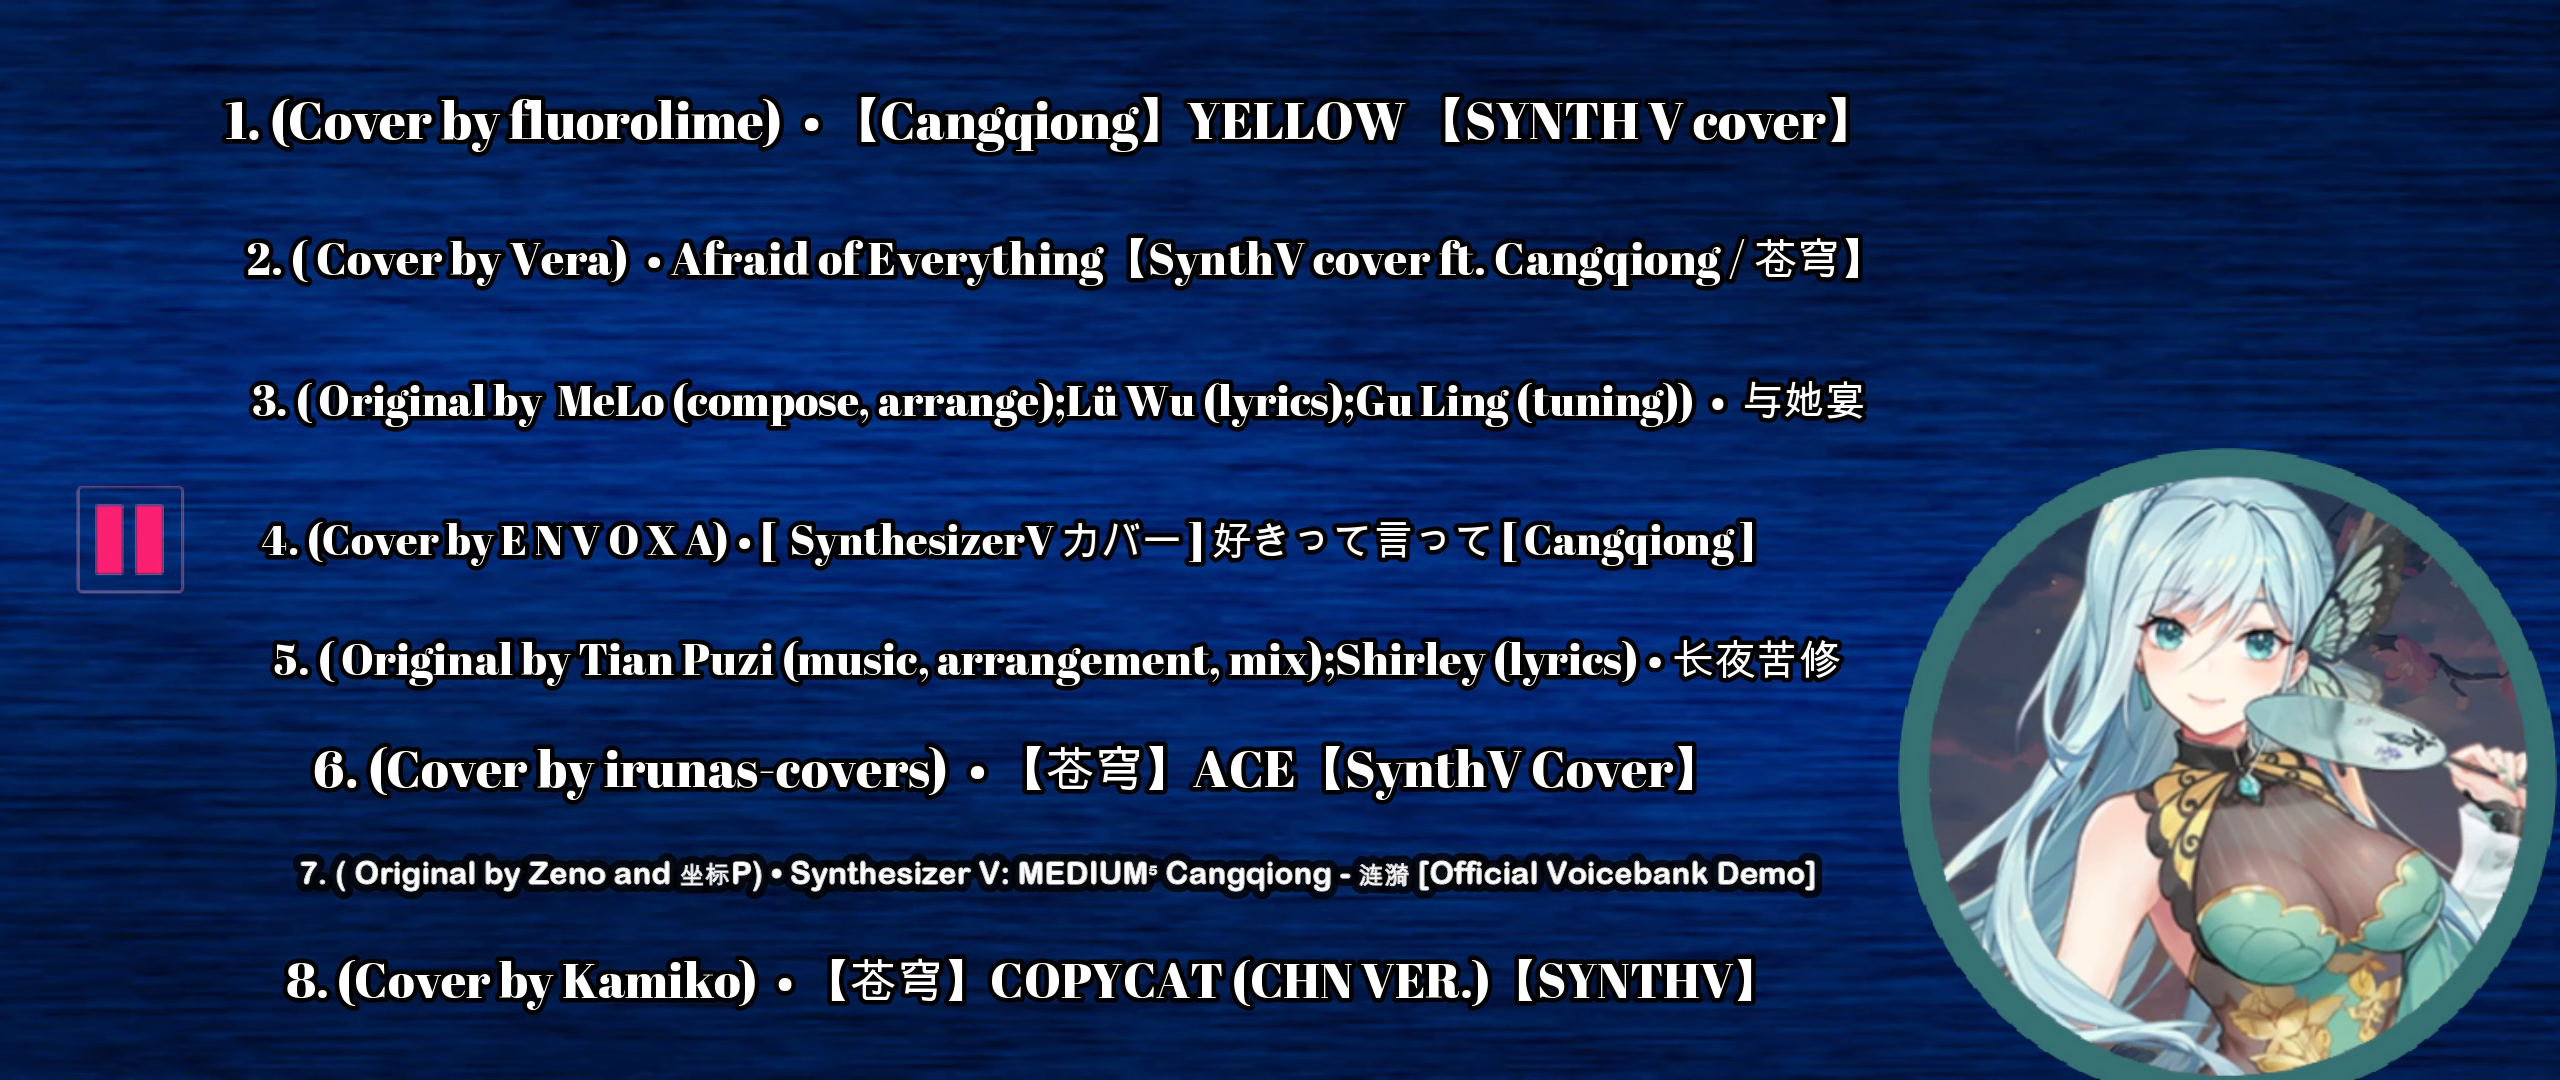 1. (Cover by fluorolime) • 【Cangqiong】YELLOW 【SYNTH V cover】
2. ( Cover by Vera) • Afraid of Everything【SynthV cover ft. Cangqiong / 苍穹】
3. ( Original by MeLo (compose, arrange);Lü Wu (lyrics);Gu Ling (tuning)) • 与她宴
4. (Cover by E N V O X A) • [ SynthesizerV カバー] 好きって言って [ Cangqiong]
5. ( Original by Tian Puzi (music, arrangement, mix);Shirley (lyrics) • 长夜苦修
6. (Cover by irunas-covers) • 【苍穹】ACE【SynthV Cover】
7. ( Original by Zeno and 坐标P) • Synthesizer V: MEDIUM⁵ Cangqiong - 涟漪 [Official Voicebank Demo]
8. (Cover by Kamiko) • 【苍穹】COPYCAT (CHN VER.)【SYNTHV】